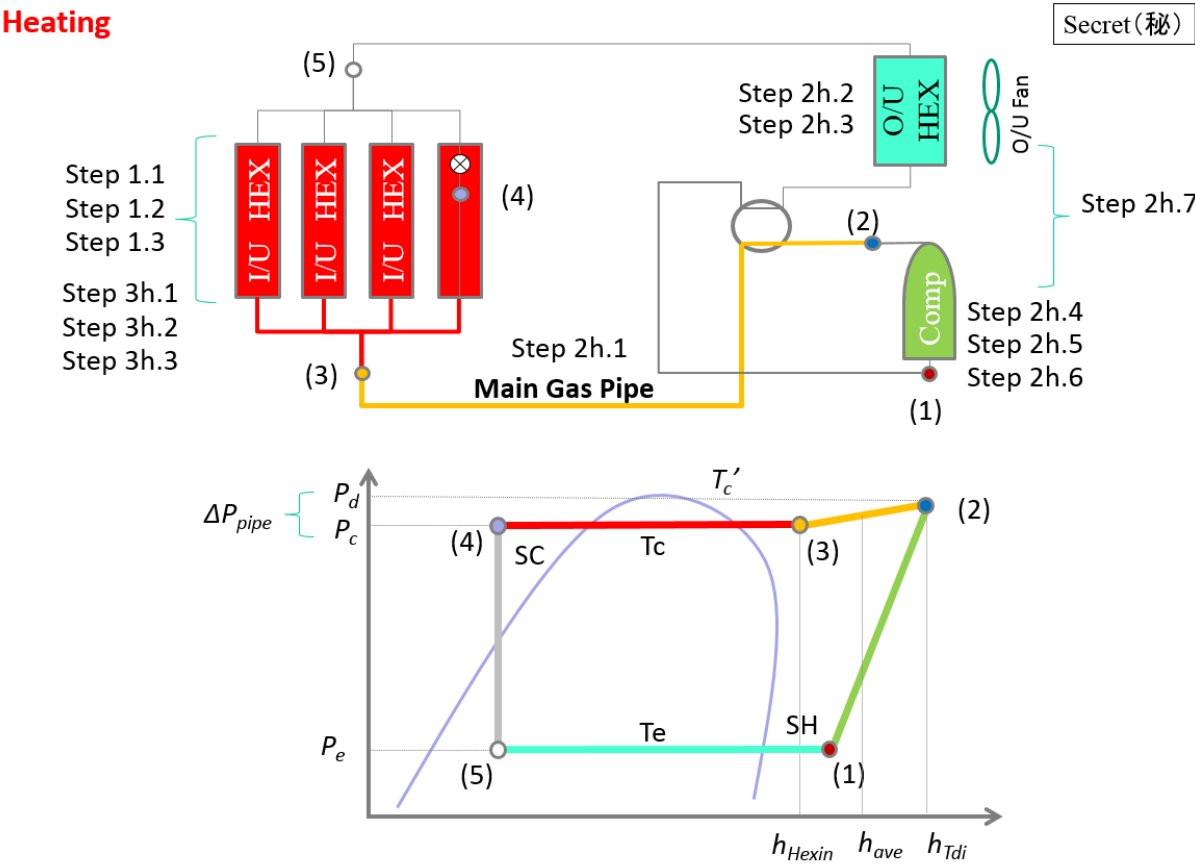 Heating
Secret(秘)
(5)
Step 2h.2
Step 2h.3
O/U
HEX
O/U Fan
Step 1.1
Step 1.2
Step 1.3
Step 3h.1
Step 3h.2
Step 3h.3
I/U HEX
I/U HEX
I/U HEX
(4)
Step 2h.7
(2)
Comp
Step 2h.4
Step 2h.5
Step 2h.6
Step 2h.1
(3)
Main Gas Pipe
(1)
Tc’
Pd
ΔPpipe
Pc
(2)
(4)
SC
Tc
(3)
Te
SH
Pe
(5)
(1)
hHexin
have
hTdi